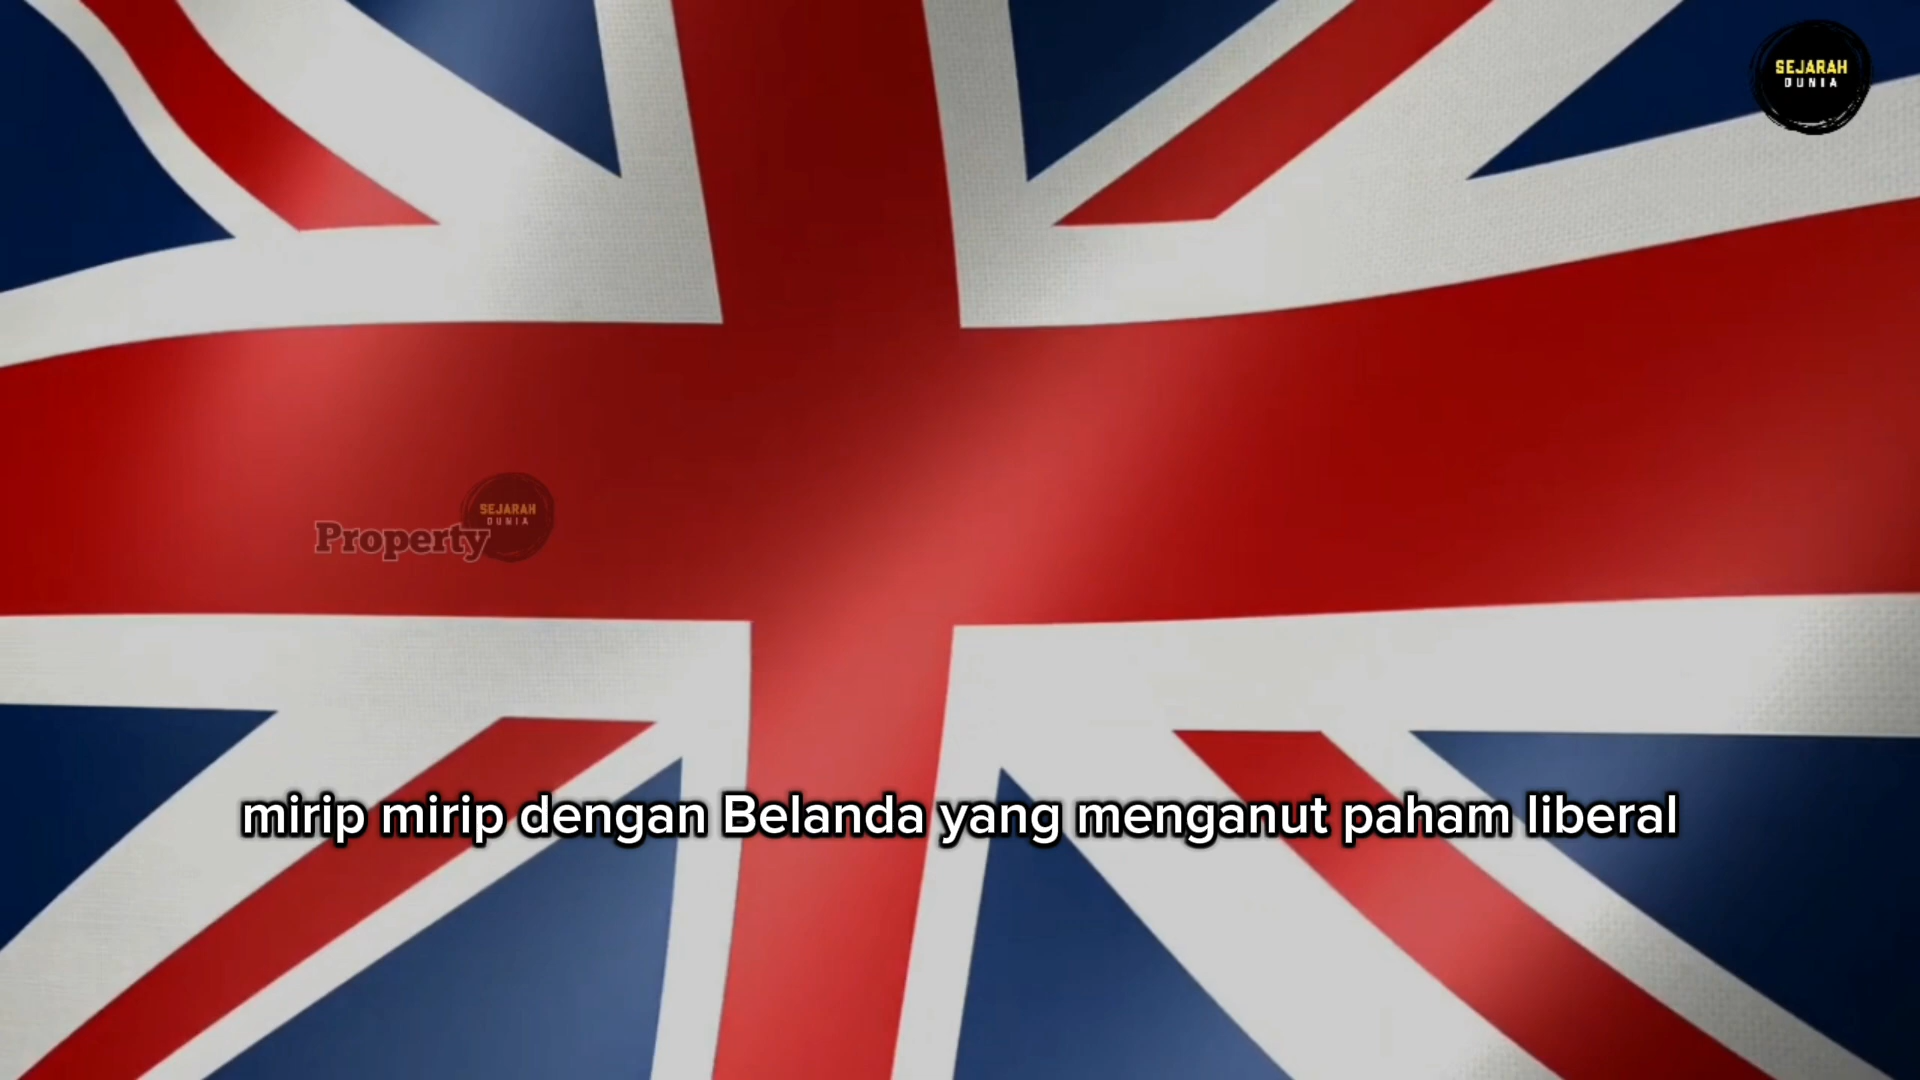 SEJARAH
DUNIA
Property
SEJARAH
DUNIA
mirip mirip dengan Belanda yang menganut paham liberal